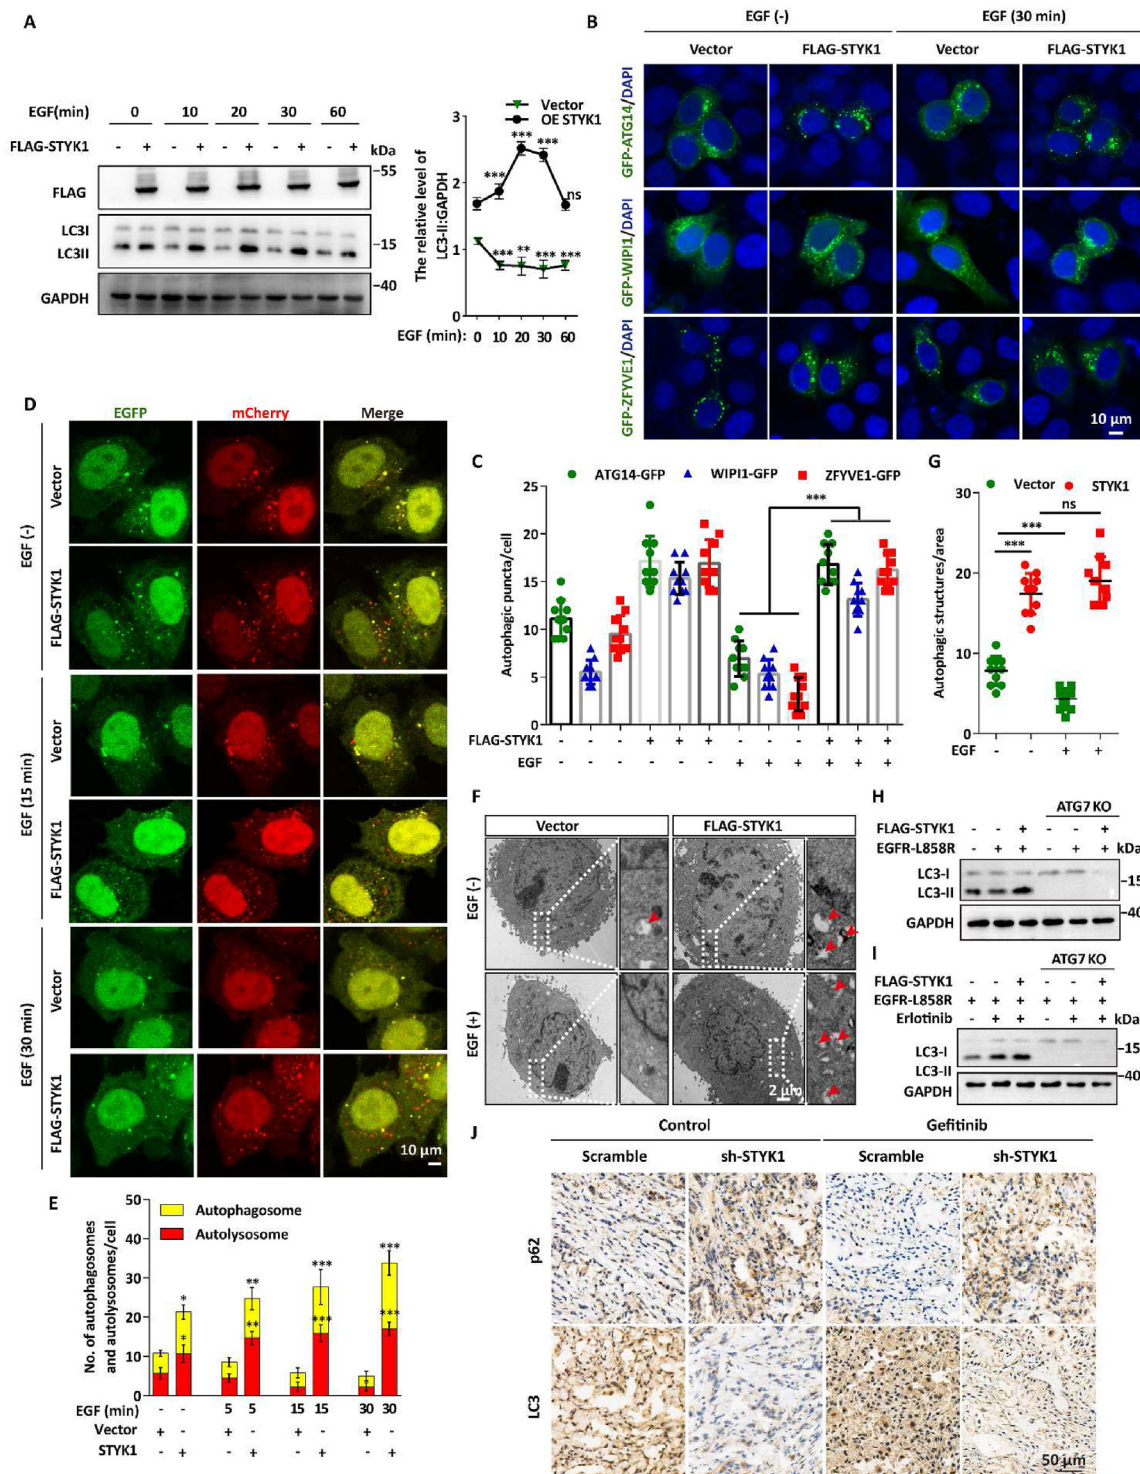 A
EGF(min) 0 10 20 30 60
FLAG-STYK1 - + - + - + - + - + kDa
FLAG
-55
LC3I
LC3II
-15
-40
GAPDH
Vector
OE STYK1
The relative level of
LC3-II:GAPDH
3
2
1
0
***
***
***
ns
***
**
***
***
EGF (min): 0 10 20 30 60
B
EGF (-) EGF (30 min)
Vector FLAG-STYK1 Vector FLAG-STYK1
GFP-ATG14/DAPI
GFP-WIPI1/DAPI
GFP-ZFYVE1/DAPI
10 µm
C
ATG14-GFP WIPI1-GFP ZFYVE1-GFP
Autophagic puncta/cell
25
20
15
10
5
0
***
FLAG-STYK1 - - - + + + - - - + + +
EGF - - - - - - + + + + + +
D
EGFP mCherry Merge
EGF (-)
Vector
FLAG-STYK1
EGF (15 min)
Vector
FLAG-STYK1
EGF (30 min)
Vector
FLAG-STYK1
10 µm
E
No. of autophagosomes
and autolysosomes/cell
50
40
30
20
10
0
Autophagosome
Autolysosome
*
*
**
**
***
***
***
***
EGF (min) - - 5 5 15 15 30 30
Vector + - + - + - + -
STYK1 - + - + - + - +
F
Vector FLAG-STYK1
EGF (-)
EGF (+)
2 µm
G
Vector STYK1
Autophagic structures/area
30
20
10
0
ns
***
***
EGF - - + +
H
ATG7 KO
FLAG-STYK1 - - + - - +
EGFR-L858R - + + - + + kDa
LC3-I
-15
LC3-II
-40
GAPDH
I
ATG7 KO
FLAG-STYK1 - - + - - +
EGFR-L858R + + + + + +
Erlotinib - + + - + + kDa
LC3-I
-15
LC3-II
-40
GAPDH
J
Control Gefitinib
Scramble sh-STYK1 Scramble sh-STYK1
p62
LC3
50 µm